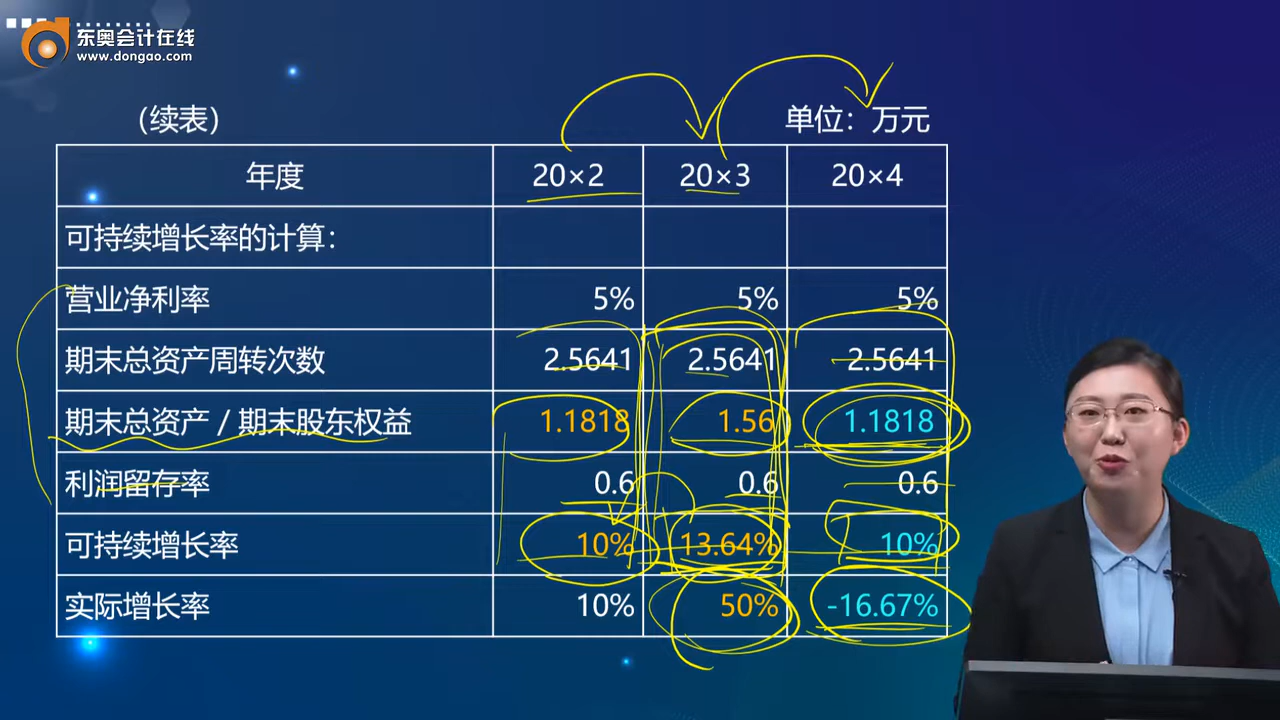 东奥会计在线
www.dongao.com
（续表）
单位：万元
年度 20×2 20×3 20×4
可持续增长率的计算：
营业净利率 5% 5% 5%
期末总资产周转次数 2.5641 2.5641 2.5641
期末总资产 / 期末股东权益 1.1818 1.56 1.1818
利润留存率 0.6 0.6 0.6
可持续增长率 10% 13.64% 10%
实际增长率 10% 50% -16.67%